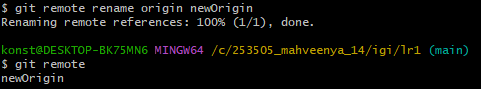 $ git remote rename origin newOrigin
Renaming remote references: 100% (1/1), done.
konst@DESKTOP-BK75MN6 MINGW64 /c/253505_mahveenya_14/igi/lr1 (main)
$ git remote
newOrigin